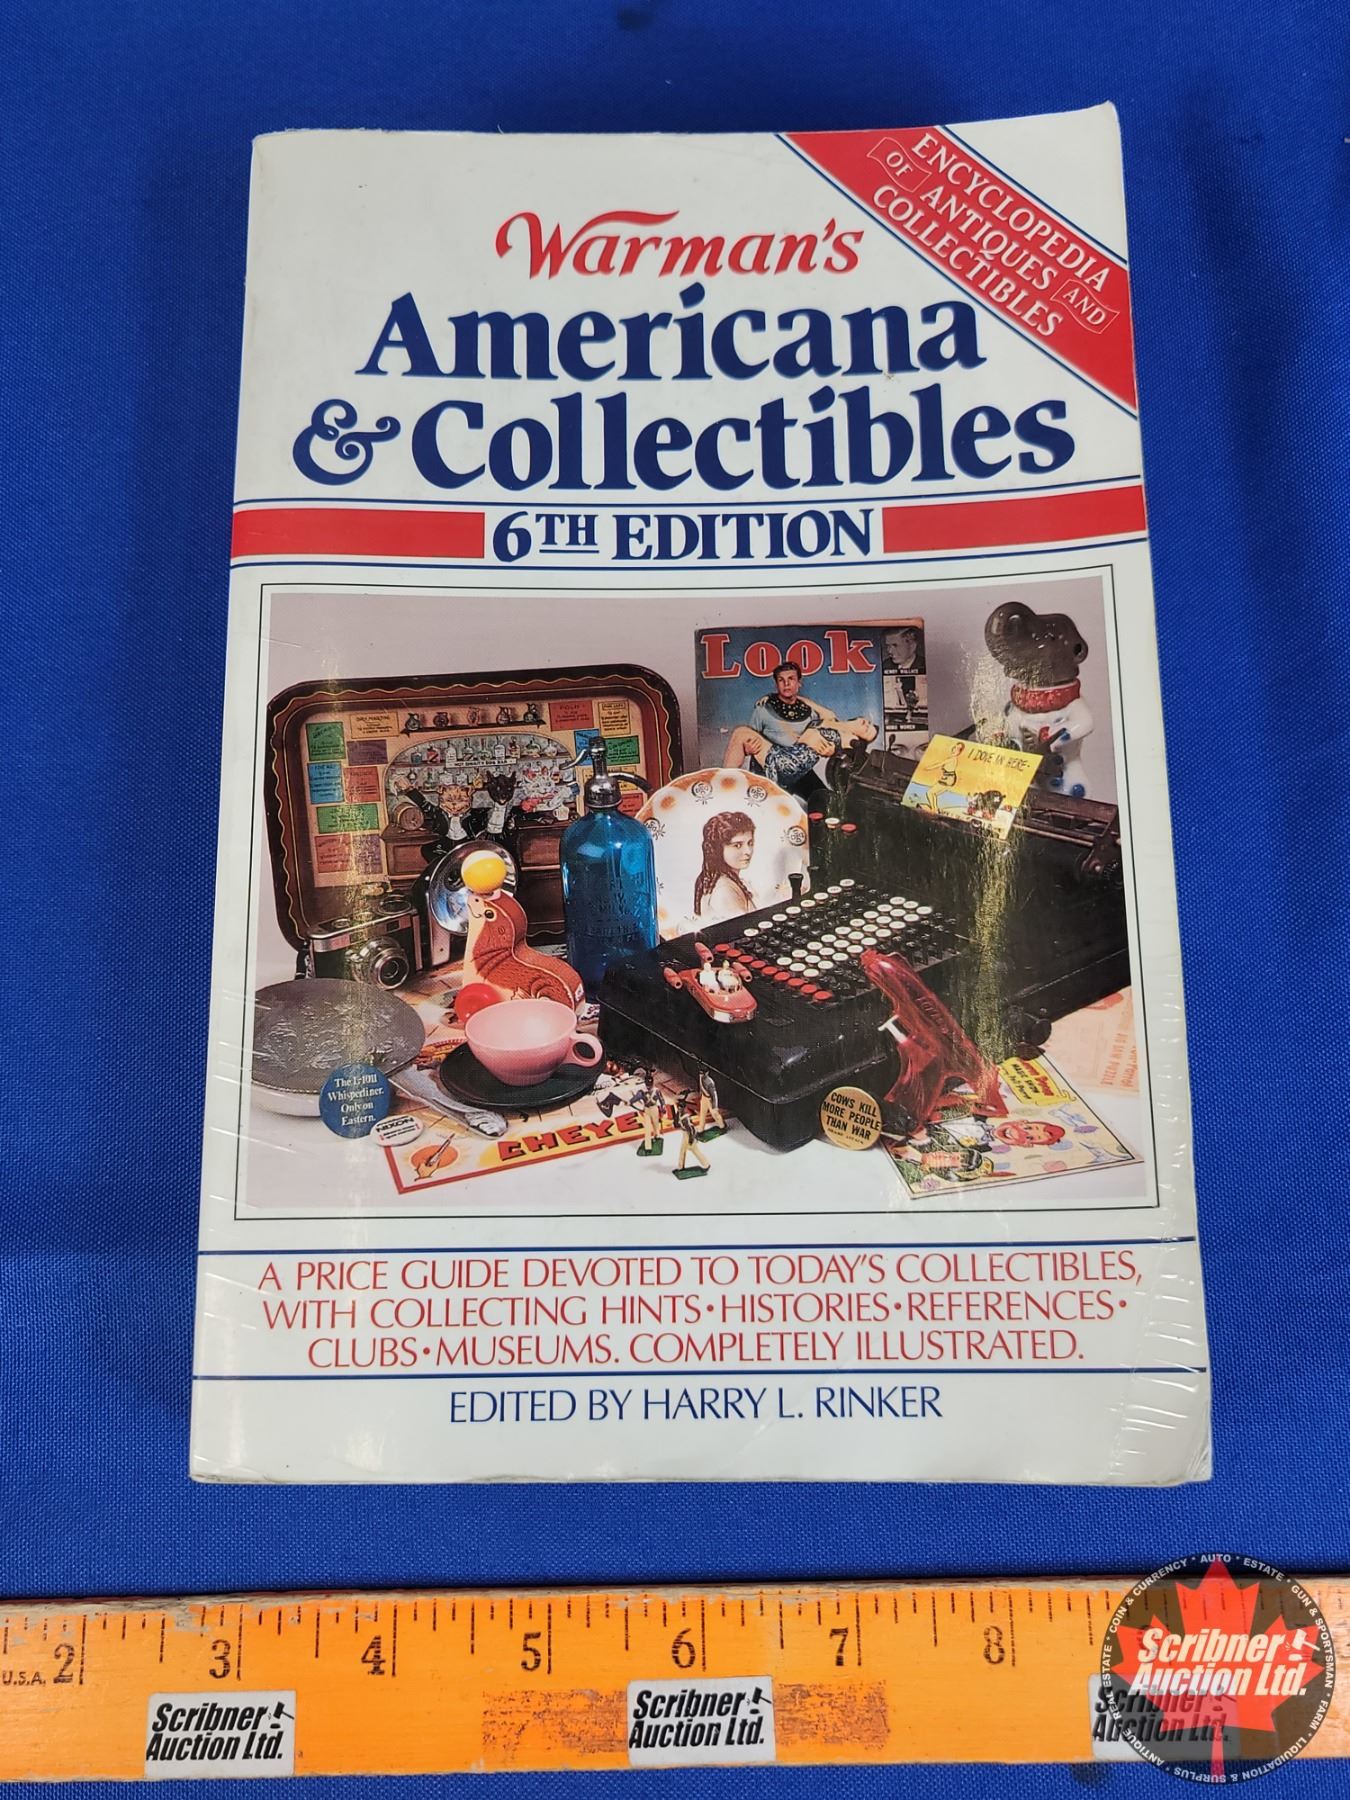 ENCYCLOPEDIA
OF ANTIQUES AND
COLLECTIBLES
Warman's
Americana
& Collectibles
6TH EDITION
Look
HENRY WALLACE
I DOVE IN HERE-
The L-1011
Whisperliner.
Only on
Eastern.
NIXON
CHEYENNE
COWS KILL
MORE PEOPLE
THAN WAR
A PRICE GUIDE DEVOTED TO TODAY'S COLLECTIBLES,
WITH COLLECTING HINTS • HISTORIES • REFERENCES •
CLUBS • MUSEUMS. COMPLETELY ILLUSTRATED.
EDITED BY HARRY L. RINKER
U.S.A. 2 3 4 5 6 7 8
Scribner
Auction Ltd.
Scribner
Auction Ltd.
Scribner
Auction Ltd.
COIN & CURRENCY • AUTO • ESTATE • GUN & SPORTSMAN • FARM • LIQUIDATION & SURPLUS • ANTIQUE • REAL ESTATE •
Scribner
Auction Ltd.